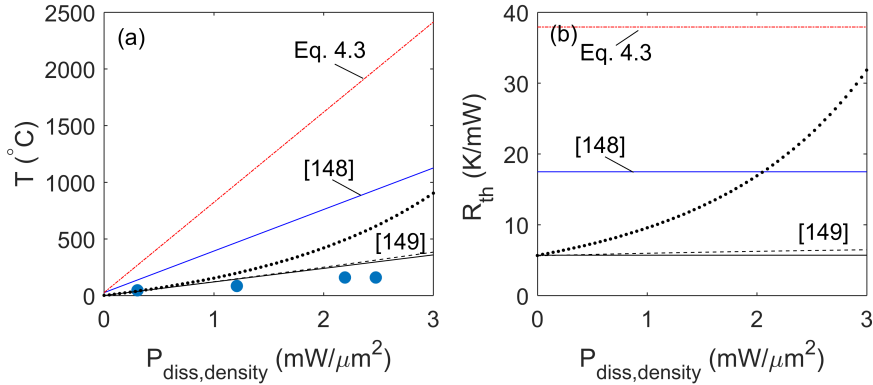 (a)
2500
2000
1500
1000
500
0
T (°C)
Eq. 4.3
[148]
[149]
0 1 2 3
P_diss,density (mW/μm²)
(b)
40
30
20
10
0
R_th (K/mW)
Eq. 4.3
[148]
[149]
0 1 2 3
P_diss,density (mW/μm²)